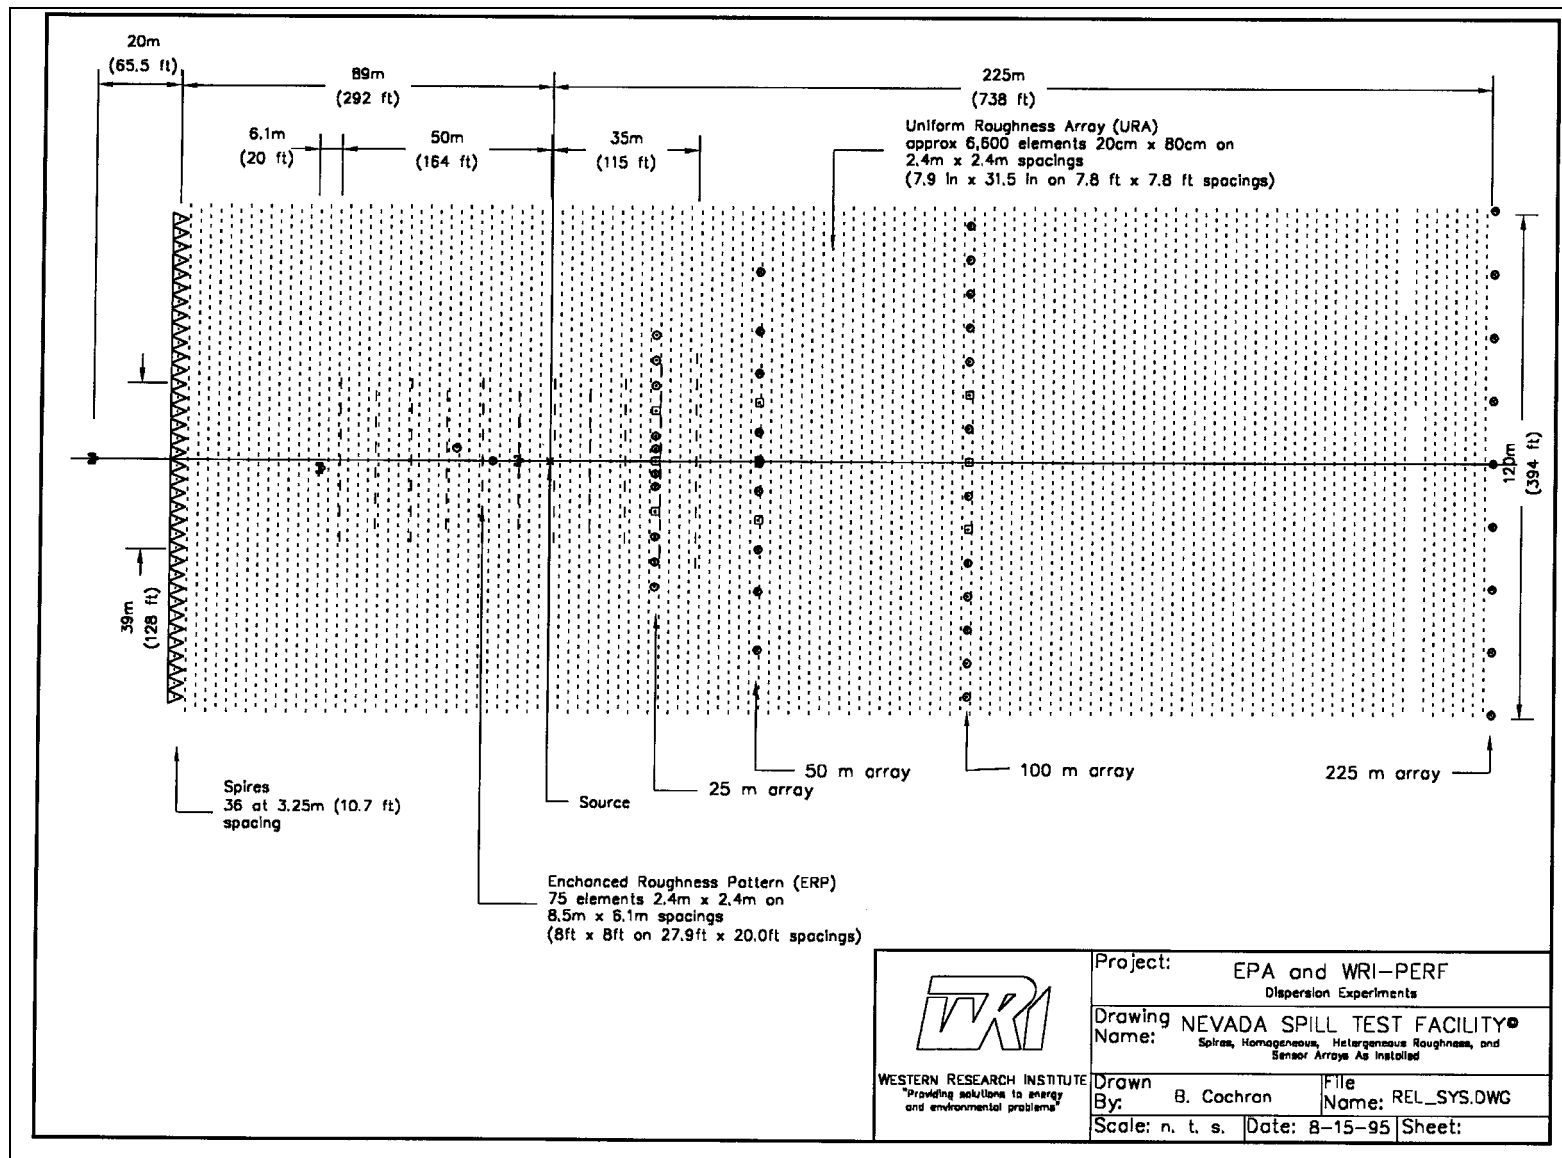 20m
(65.5 ft)
89m
(292 ft)
225m
(738 ft)
6.1m
(20 ft)
50m
(164 ft)
35m
(115 ft)
Uniform Roughness Array (URA)
approx 6,600 elements 20cm x 80cm on
2.4m x 2.4m spacings
(7.9 in x 31.5 in on 7.8 ft x 7.8 ft spacings)
39m
(128 ft)
120m
(394 ft)
Spires
36 at 3.25m (10.7 ft)
spacing
Source
25 m array
50 m array
100 m array
225 m array
Enchanced Roughness Pattern (ERP)
75 elements 2.4m x 2.4m on
8.5m x 6.1m spacings
(8ft x 8ft on 27.9ft x 20.0ft spacings)
WRI
WESTERN RESEARCH INSTITUTE
"Providing solutions to energy
and environmental problems"
Project: EPA and WRI-PERF
Dispersion Experiments
Drawing Name: NEVADA SPILL TEST FACILITY
Spires, Homogeneous, Hetergeneous Roughness, and
Sensor Arrays As Installed
Drawn By: B. Cochran
File Name: REL_SYS.DWG
Scale: n. t. s.
Date: 8-15-95
Sheet: